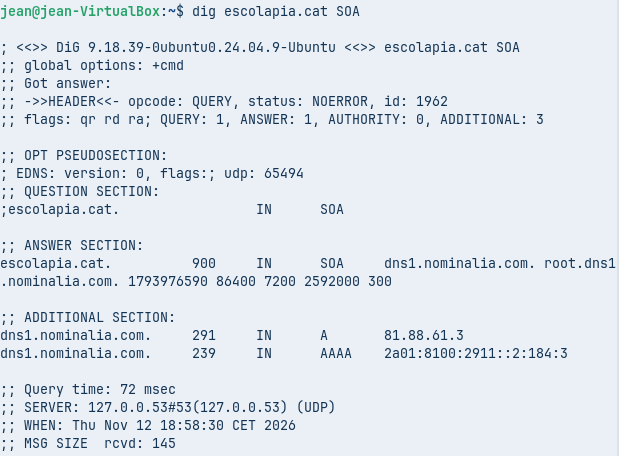 jean@jean-VirtualBox:~$ dig escolapia.cat SOA
; <<>> DiG 9.18.39-0ubuntu0.24.04.9-Ubuntu <<>> escolapia.cat SOA
;; global options: +cmd
;; Got answer:
;; ->>HEADER<<- opcode: QUERY, status: NOERROR, id: 1962
;; flags: qr rd ra; QUERY: 1, ANSWER: 1, AUTHORITY: 0, ADDITIONAL: 3
;; OPT PSEUDOSECTION:
; EDNS: version: 0, flags:; udp: 65494
;; QUESTION SECTION:
;escolapia.cat. IN SOA
;; ANSWER SECTION:
escolapia.cat. 900 IN SOA dns1.nominalia.com. root.dns1
.nominalia.com. 1793976590 86400 7200 2592000 300
;; ADDITIONAL SECTION:
dns1.nominalia.com. 291 IN A 81.88.61.3
dns1.nominalia.com. 239 IN AAAA 2a01:8100:2911::2:184:3
;; Query time: 72 msec
;; SERVER: 127.0.0.53#53(127.0.0.53) (UDP)
;; WHEN: Thu Nov 12 18:58:30 CET 2026
;; MSG SIZE rcvd: 145